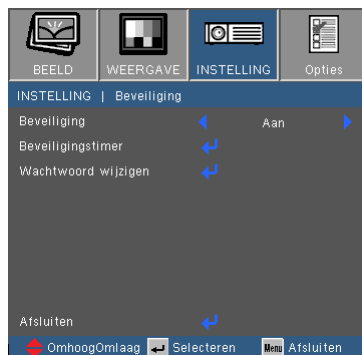 BEELD WEERGAVE INSTELLING Opties
INSTELLING | Beveiliging
Beveiliging Aan
Beveiligingstimer
Wachtwoord wijzigen
Afsluiten
OmhoogOmlaag Selecteren Menu Afsluiten